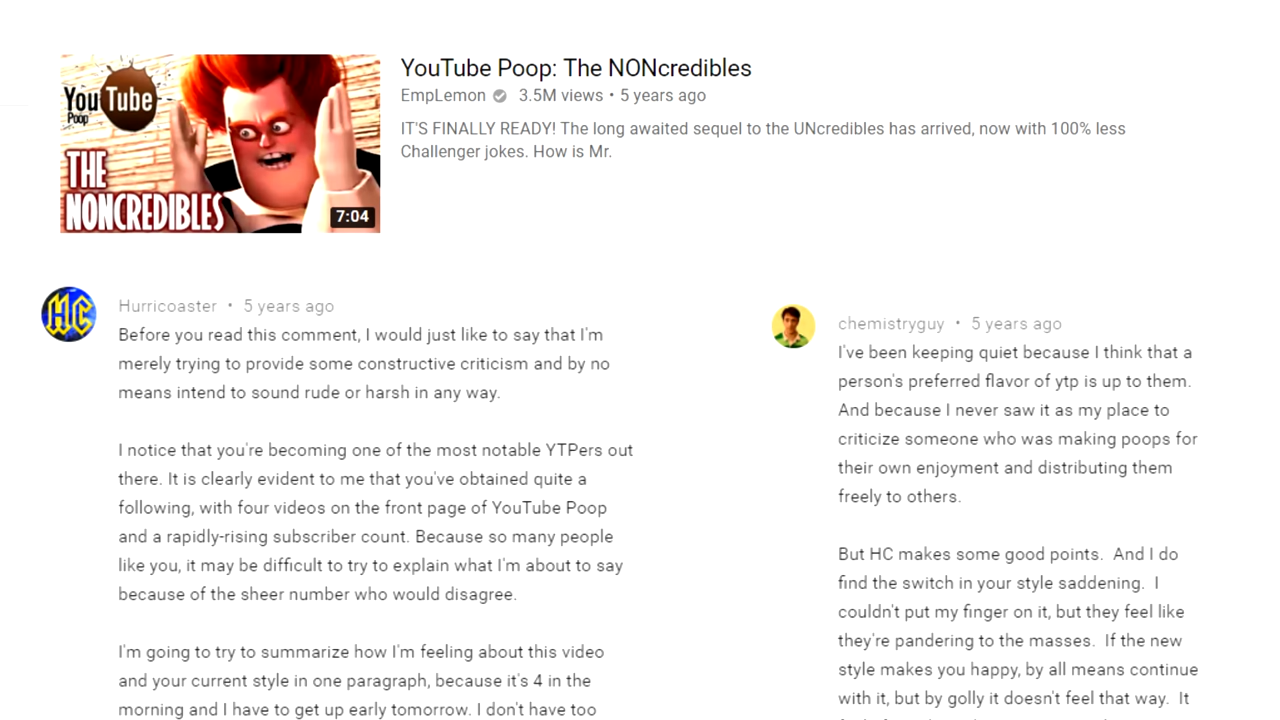 You Tube
Poop
THE
NONCREDIBLES
7:04
YouTube Poop: The NONcredibles
EmpLemon 3.5M views • 5 years ago
IT'S FINALLY READY! The long awaited sequel to the UNcredibles has arrived, now with 100% less
Challenger jokes. How is Mr.
HC
Hurricoaster • 5 years ago
Before you read this comment, I would just like to say that I'm
merely trying to provide some constructive criticism and by no
means intend to sound rude or harsh in any way.
I notice that you're becoming one of the most notable YTPers out
there. It is clearly evident to me that you've obtained quite a
following, with four videos on the front page of YouTube Poop
and a rapidly-rising subscriber count. Because so many people
like you, it may be difficult to try to explain what I'm about to say
because of the sheer number who would disagree.
I'm going to try to summarize how I'm feeling about this video
and your current style in one paragraph, because it's 4 in the
morning and I have to get up early tomorrow. I don't have too
chemistryguy • 5 years ago
I've been keeping quiet because I think that a
person's preferred flavor of ytp is up to them.
And because I never saw it as my place to
criticize someone who was making poops for
their own enjoyment and distributing them
freely to others.
But HC makes some good points.  And I do
find the switch in your style saddening.  I
couldn't put my finger on it, but they feel like
they're pandering to the masses.  If the new
style makes you happy, by all means continue
with it, but by golly it doesn't feel that way.  It